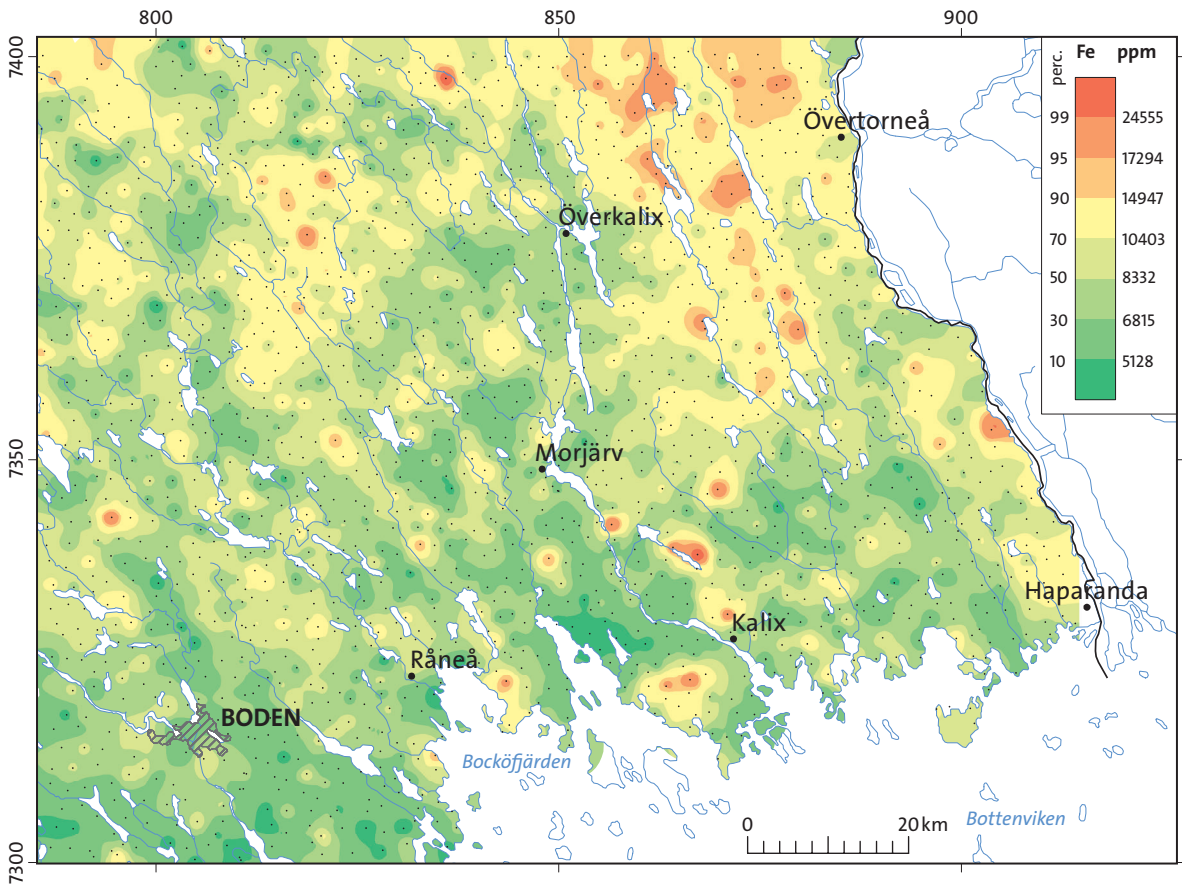 800 850 900
7400
perc. Fe ppm
99 24555
95 17294
90 14947
70 10403
50 8332
30 6815
10 5128
Övertorneå
Överkalix
7350
Morjärv
Haparanda
Kalix
Råneå
BODEN
Bocköfjärden
Bottenviken
0 20 km
7300